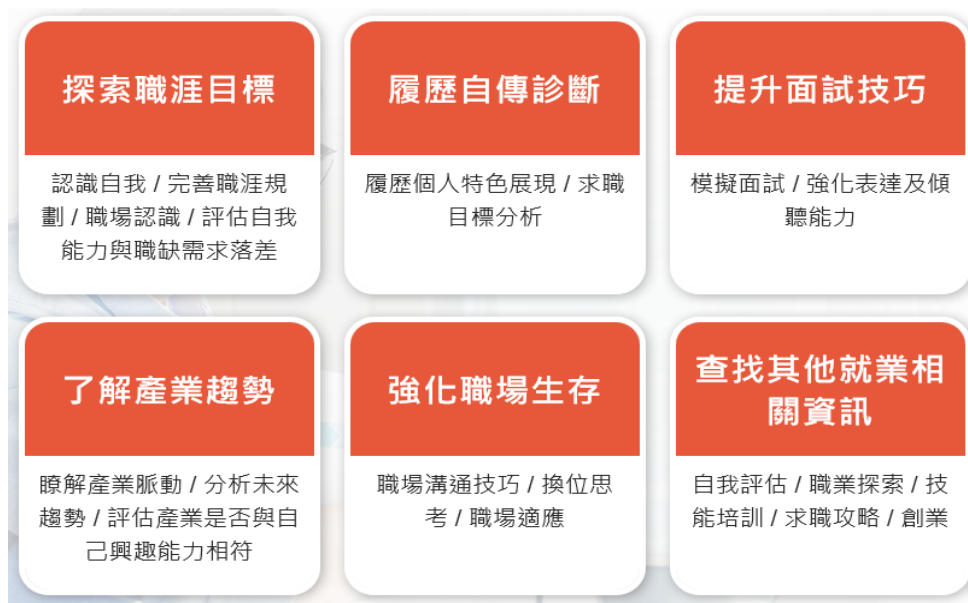 探索職涯目標
認識自我 / 完善職涯規
劃 / 職場認識 / 評估自我
能力與職缺需求落差
履歷自傳診斷
履歷個人特色展現 / 求職
目標分析
提升面試技巧
模擬面試 / 強化表達及傾
聽能力
了解產業趨勢
瞭解產業脈動 / 分析未來
趨勢 / 評估產業是否與自
己興趣能力相符
強化職場生存
職場溝通技巧 / 換位思
考 / 職場適應
查找其他就業相
關資訊
自我評估 / 職業探索 / 技
能培訓 / 求職攻略 / 創業